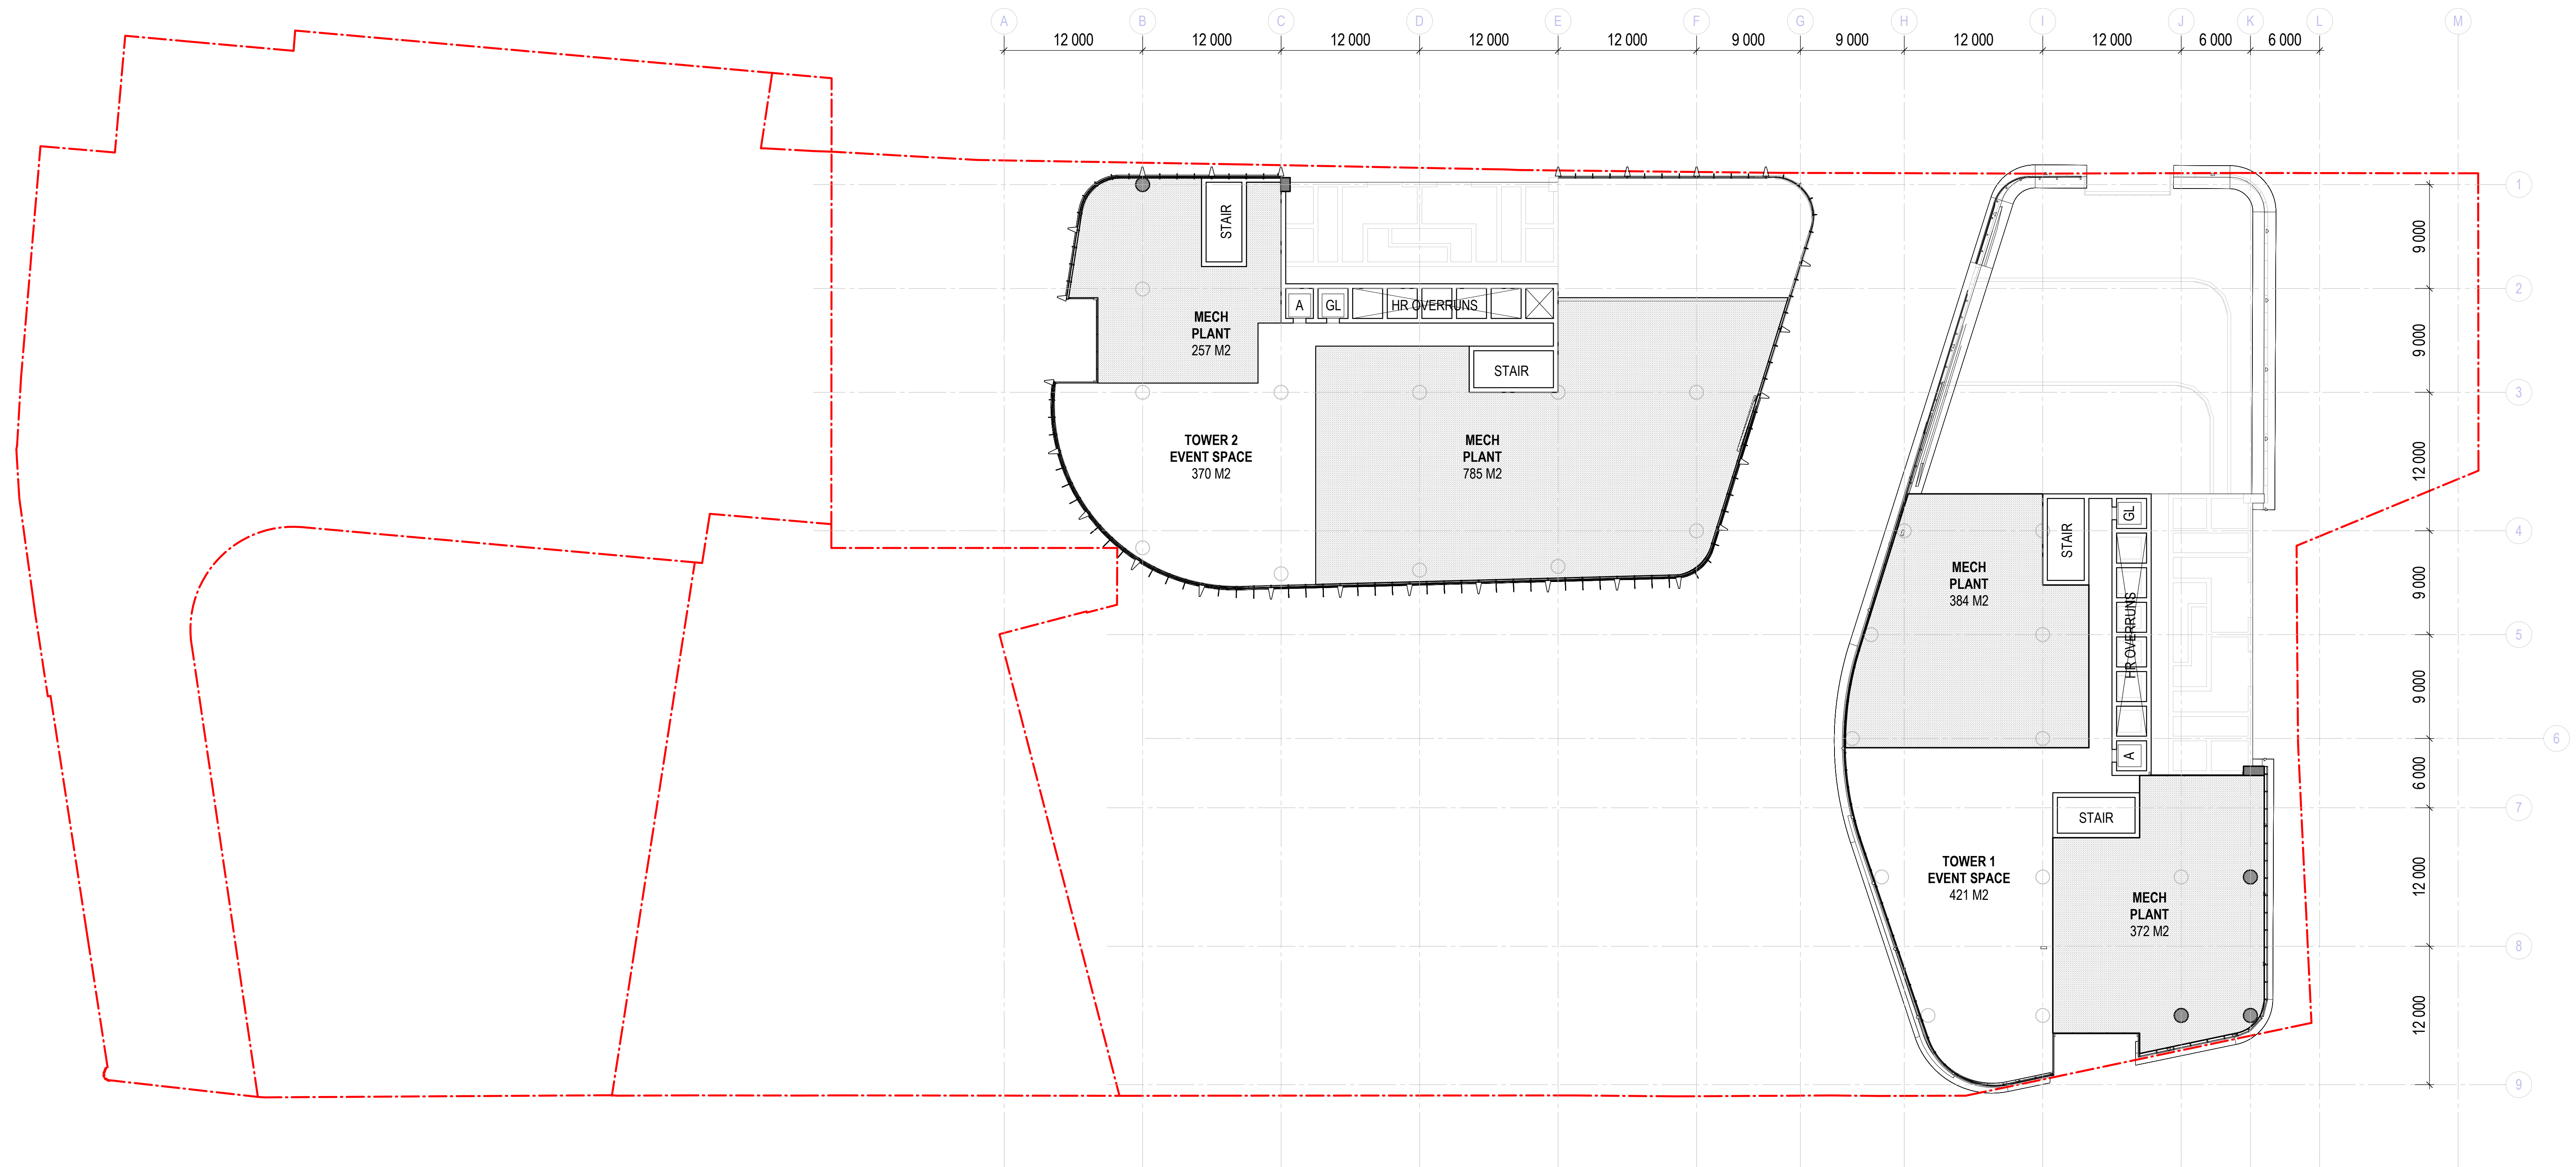 A B C D E F G H I J K L M
12 000 12 000 12 000 12 000 12 000 9 000 9 000 12 000 12 000 6 000 6 000
1
STAIR
9 000
2
A GL HR OVERRUNS
MECH
PLANT
257 M2
9 000
STAIR
3
TOWER 2
EVENT SPACE
370 M2
MECH
PLANT
785 M2
12 000
GL
STAIR
4
MECH
PLANT
384 M2
9 000
HR OVERRUNS
5
9 000
6
A
6 000
7
STAIR
TOWER 1
EVENT SPACE
421 M2
12 000
MECH
PLANT
372 M2
8
12 000
9